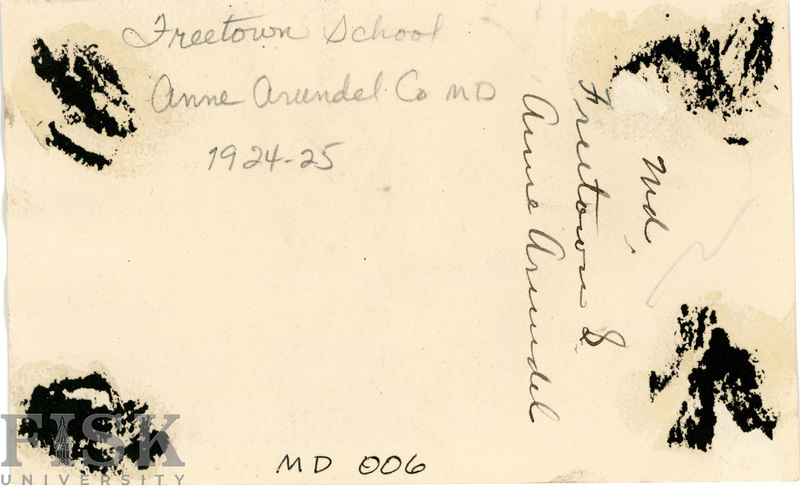 Freetown School
Anne Arundel Co MD
1924-25
Md.
Freetown S.
Anne Arundel
MD 006
FISK
UNIVERSITY